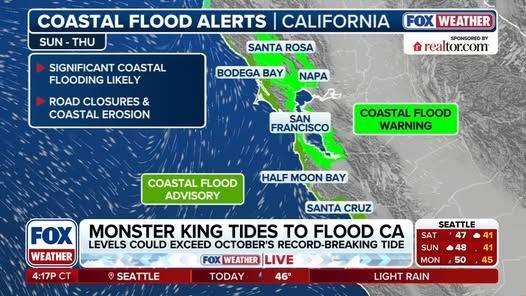 COASTAL FLOOD ALERTS | CALIFORNIA
FOX WEATHER
SUN - THU
SPONSORED BY
realtor.com
SIGNIFICANT COASTAL
FLOODING LIKELY
ROAD CLOSURES &
COASTAL EROSION
SANTA ROSA
BODEGA BAY
NAPA
SAN
FRANCISCO
COASTAL FLOOD
WARNING
HALF MOON BAY
COASTAL FLOOD
ADVISORY
SANTA CRUZ
FOX
WEATHER
MONSTER KING TIDES TO FLOOD CA
LEVELS COULD EXCEED OCTOBER'S RECORD-BREAKING TIDE
FOX WEATHER LIVE
SEATTLE
SAT 47 41
SUN 48 41
MON 50 45
4:17PM CT
SEATTLE
TODAY
46°
LIGHT RAIN